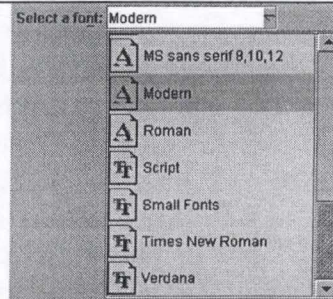 Select a font: Modern
MS sans serif 8,10,12
Modern
Roman
Script
Small Fonts
Times New Roman
Verdana